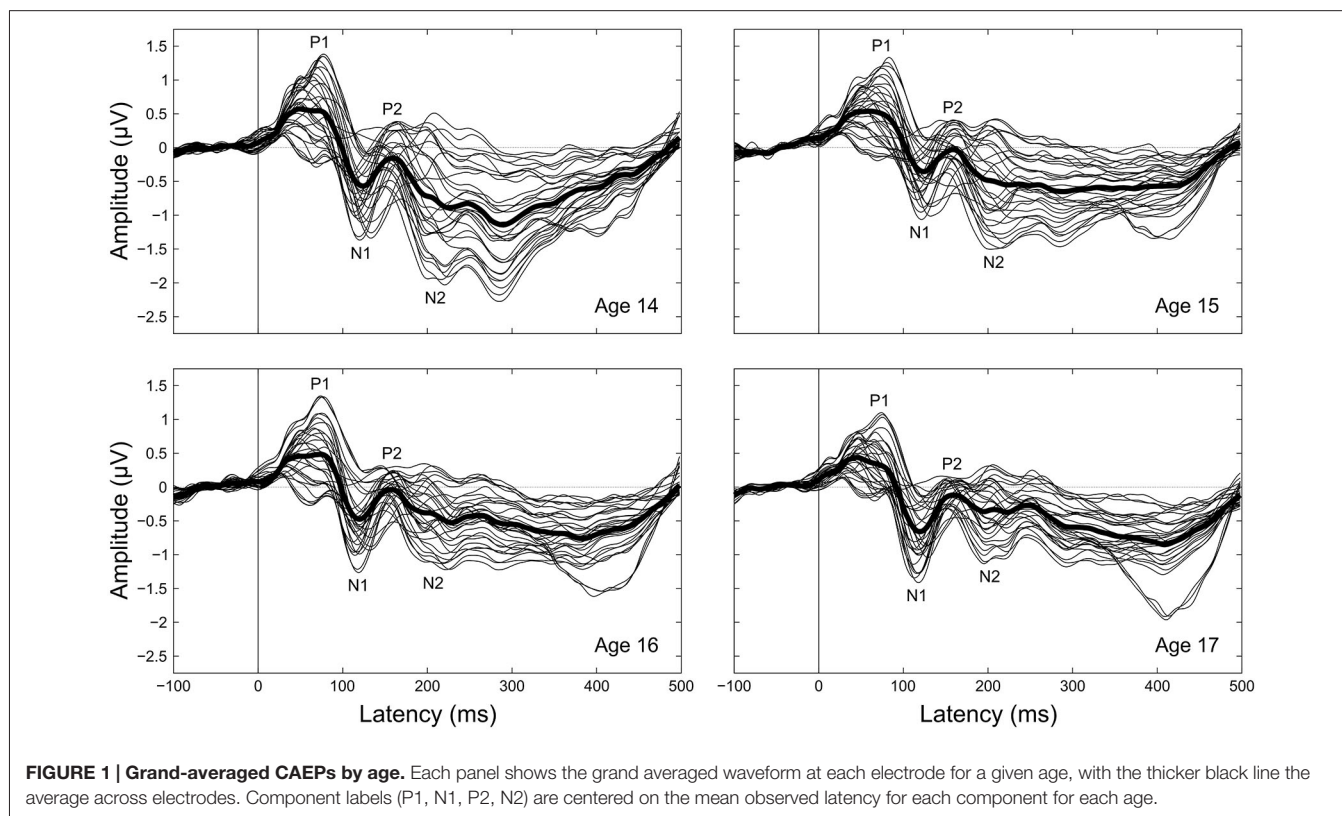 P1
P2
N1
N2
Age 14
1.5
1
0.5
0
−0.5
−1
−1.5
−2
−2.5
Amplitude (µV)
P1
P2
N1
N2
Age 15
P1
P2
N1
N2
Age 16
1.5
1
0.5
0
−0.5
−1
−1.5
−2
−2.5
Amplitude (µV)
−100 0 100 200 300 400 500
Latency (ms)
P1
P2
N1
N2
Age 17
−100 0 100 200 300 400 500
Latency (ms)
FIGURE 1 | Grand-averaged CAEPs by age. Each panel shows the grand averaged waveform at each electrode for a given age, with the thicker black line the
average across electrodes. Component labels (P1, N1, P2, N2) are centered on the mean observed latency for each component for each age.